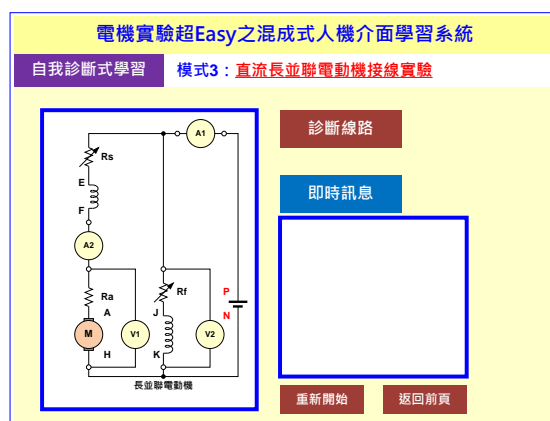 電機實驗超Easy之混成式人機介面學習系統
自我診斷式學習
模式3：直流長並聯電動機接線實驗
A1
Rs
E
F
A2
Ra
A
M
H
V1
Rf
J
K
V2
P
N
長並聯電動機
診斷線路
即時訊息
重新開始
返回前頁